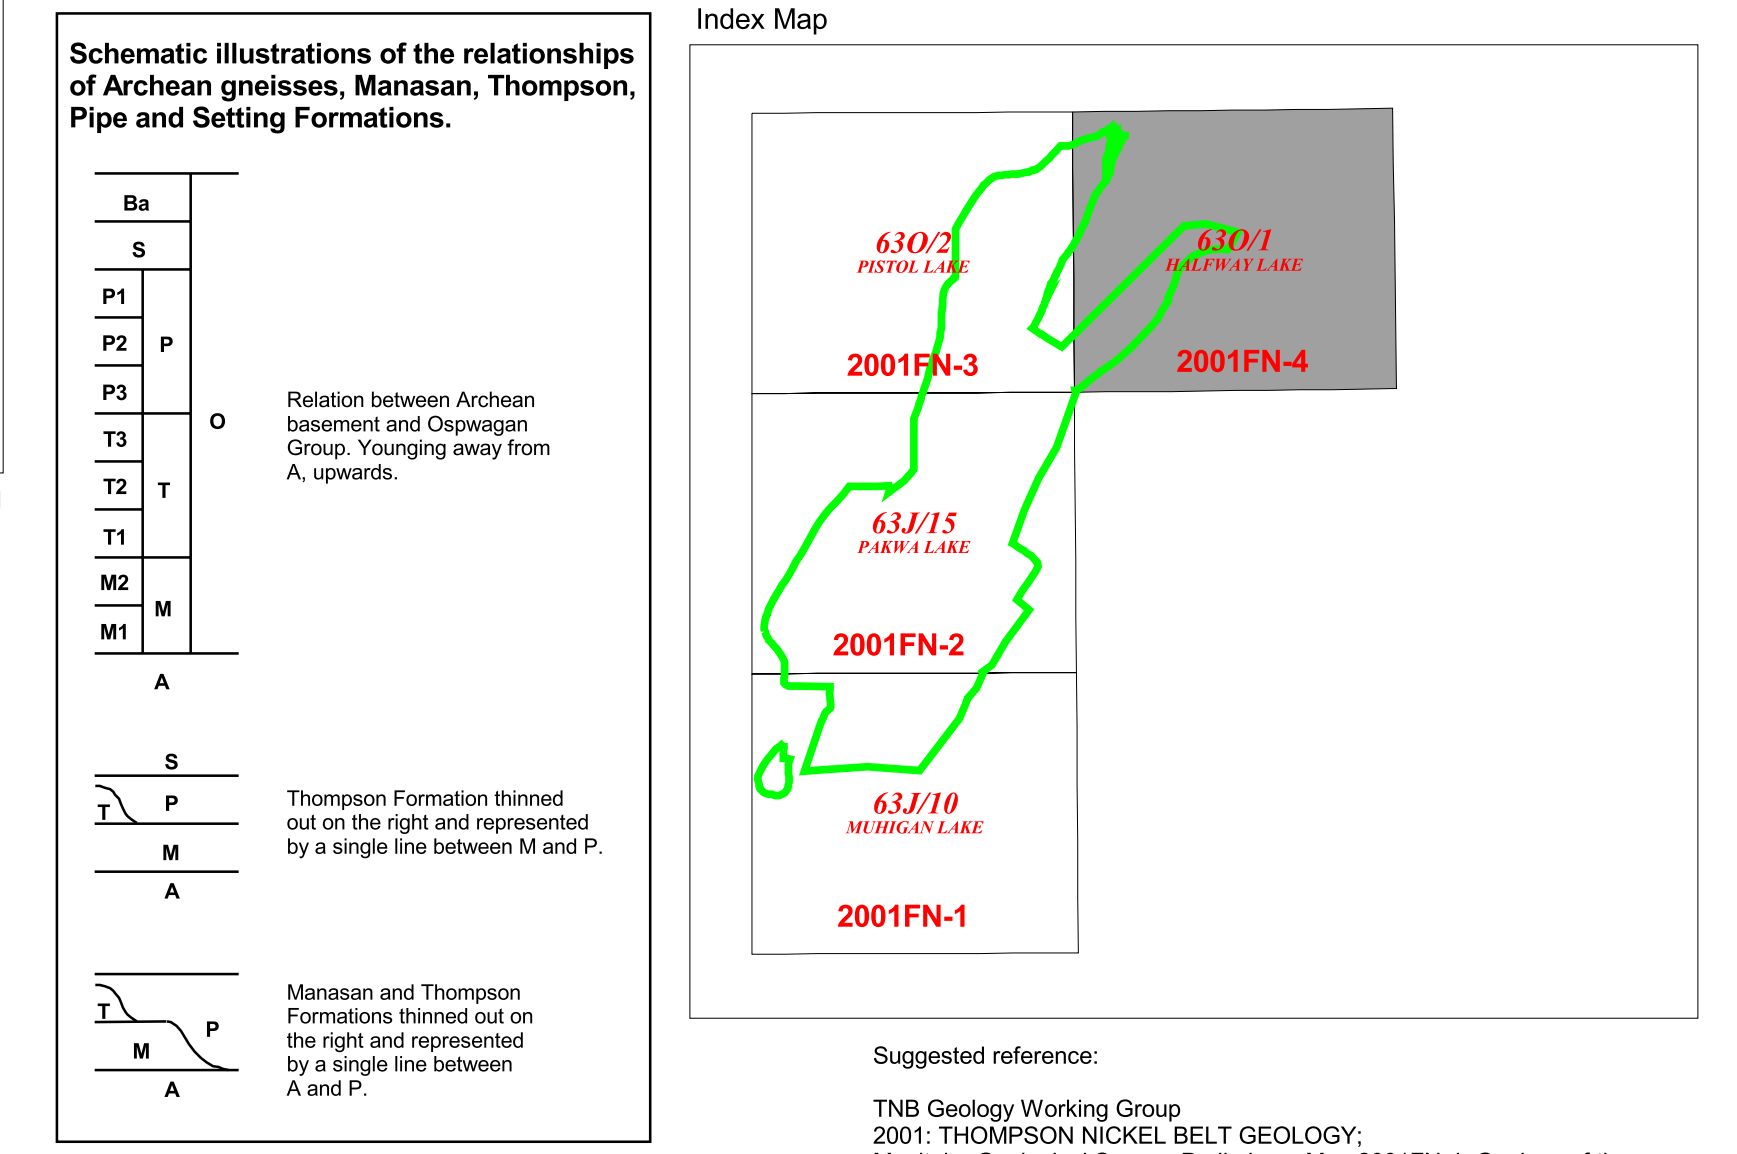 Schematic illustrations of the relationships
of Archean gneisses, Manasan, Thompson,
Pipe and Setting Formations.
Ba
S
P1
P2
P
P3
T3
O
T2
T
T1
M2
M
M1
A
Relation between Archean
basement and Ospwagan
Group. Younging away from
A, upwards.
S
P
T
M
A
Thompson Formation thinned
out on the right and represented
by a single line between M and P.
T
P
M
A
Manasan and Thompson
Formations thinned out on
the right and represented
by a single line between
A and P.
Index Map
63O/2
PISTOL LAKE
2001FN-3
63O/1
HALFWAY LAKE
2001FN-4
63J/15
PAKWA LAKE
2001FN-2
63J/10
MUHIGAN LAKE
2001FN-1
Suggested reference:
TNB Geology Working Group
2001: THOMPSON NICKEL BELT GEOLOGY;